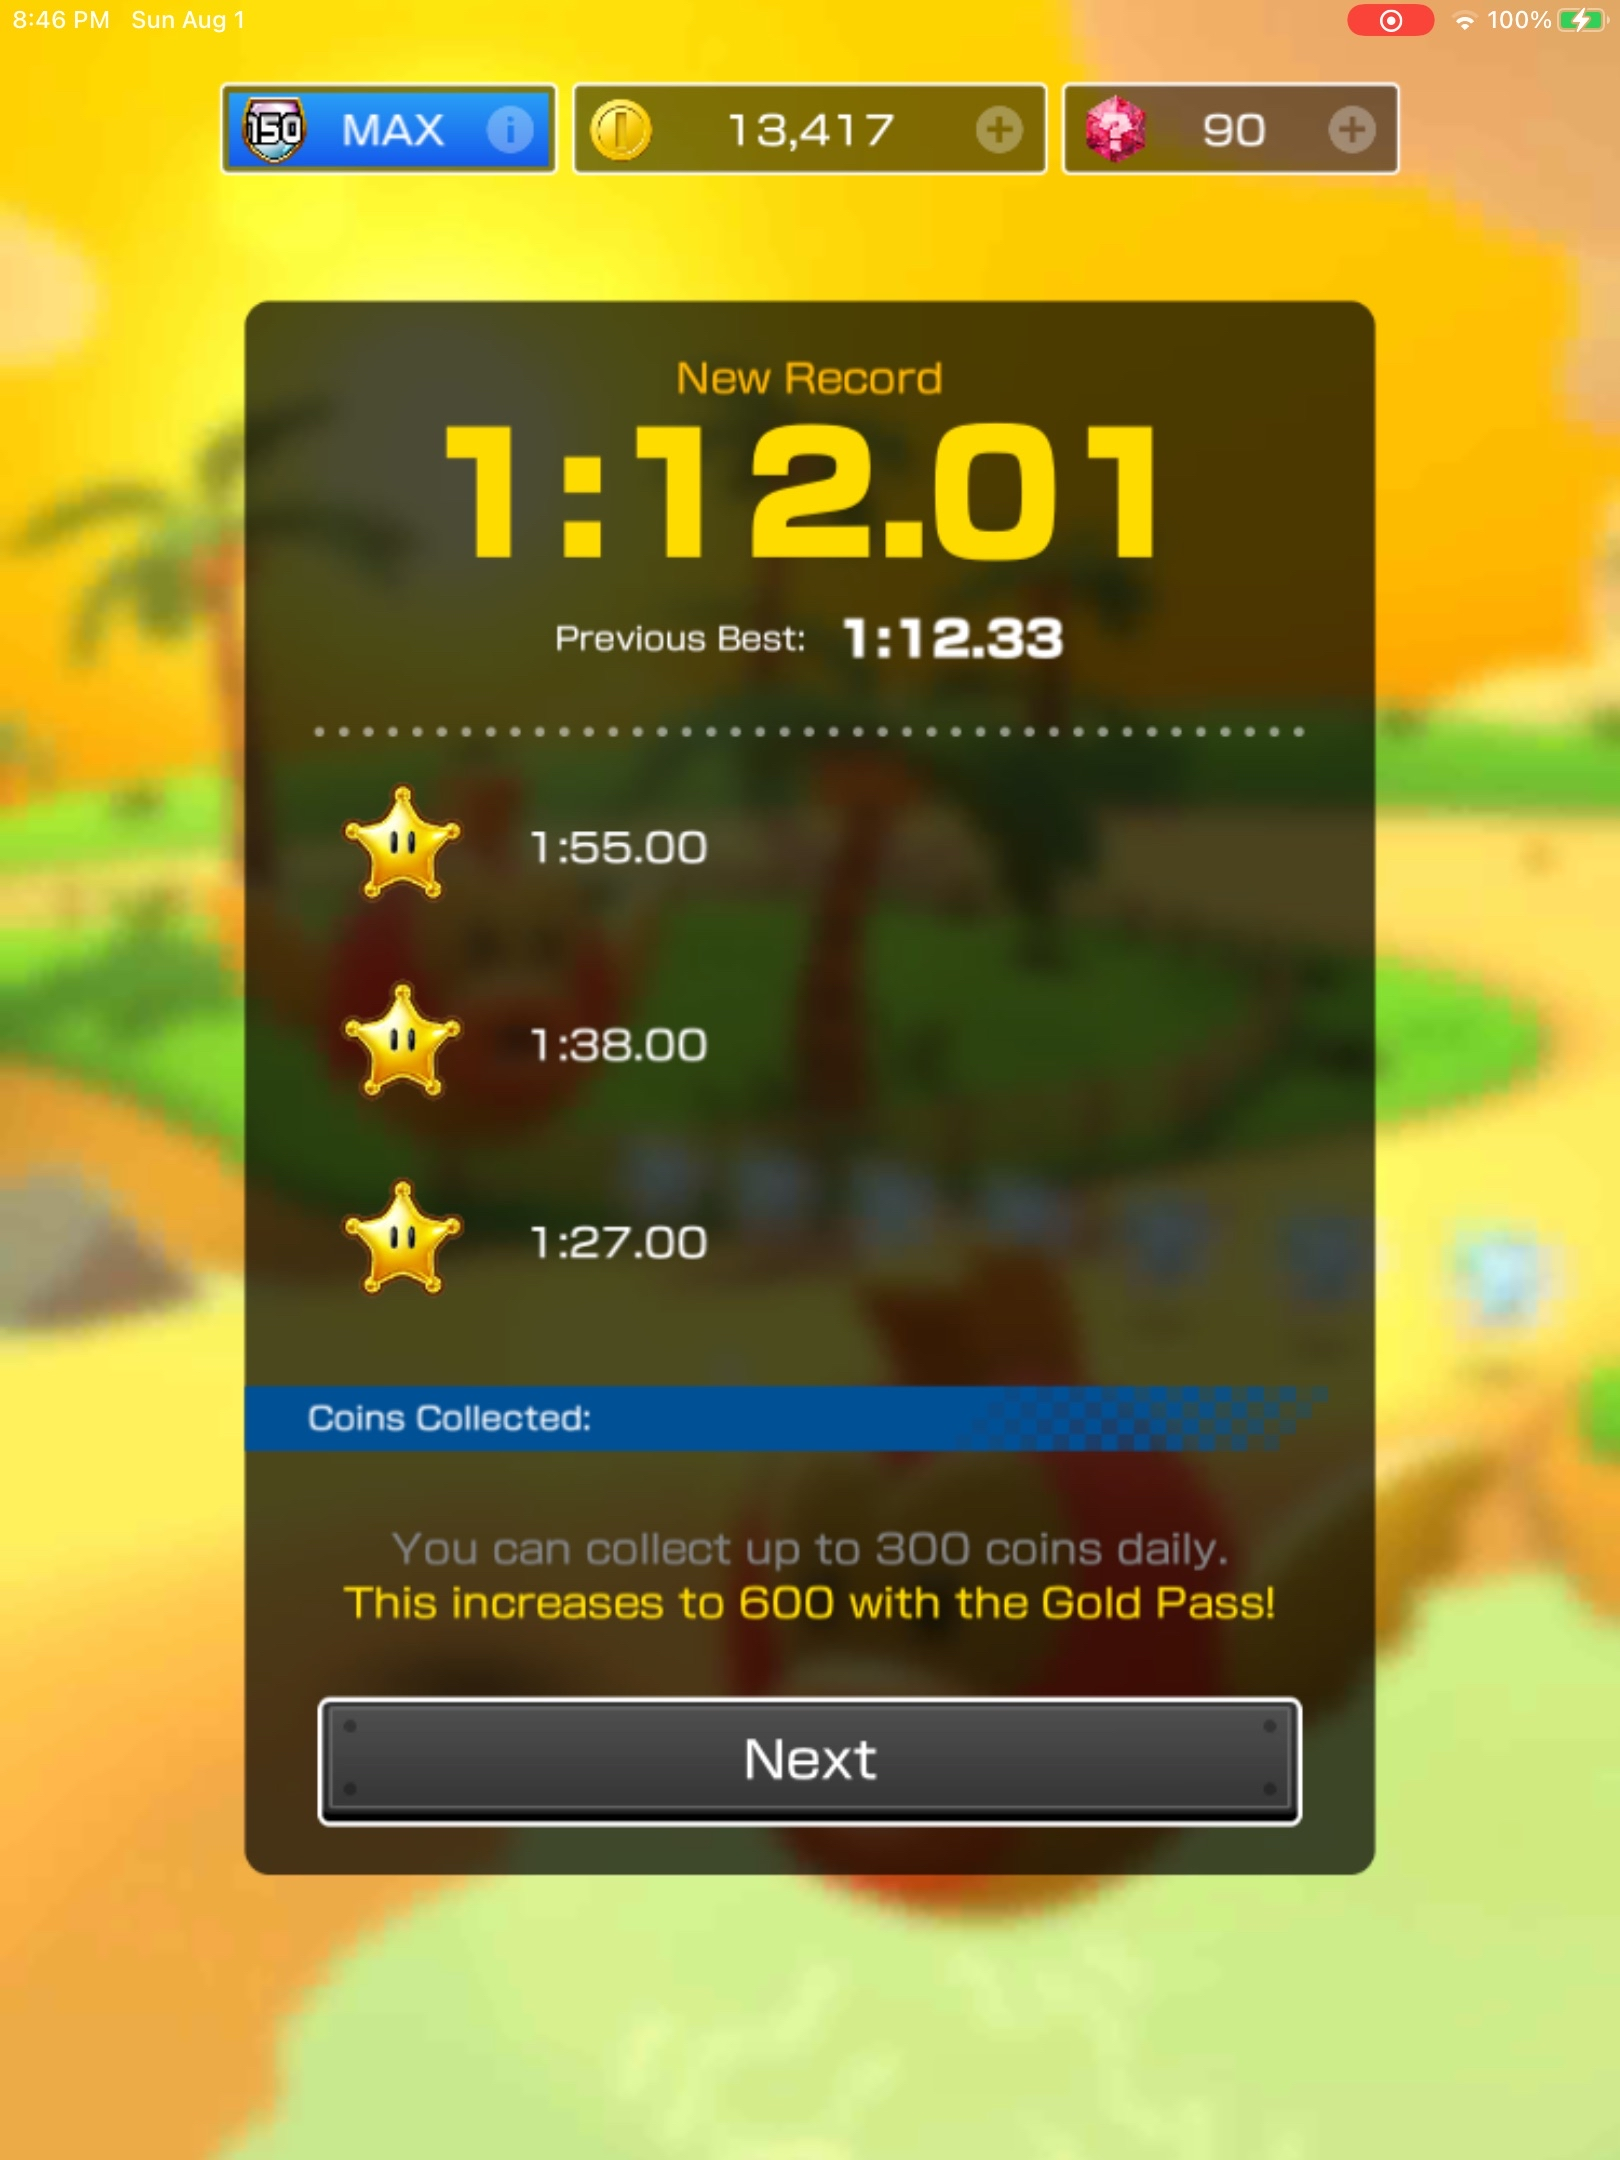 8:46 PM Sun Aug 1 100%
150 MAX i 13,417 + ? 90 +
New Record
1:12.01
Previous Best: 1:12.33
1:55.00
1:38.00
1:27.00
Coins Collected:
You can collect up to 300 coins daily.
This increases to 600 with the Gold Pass!
Next